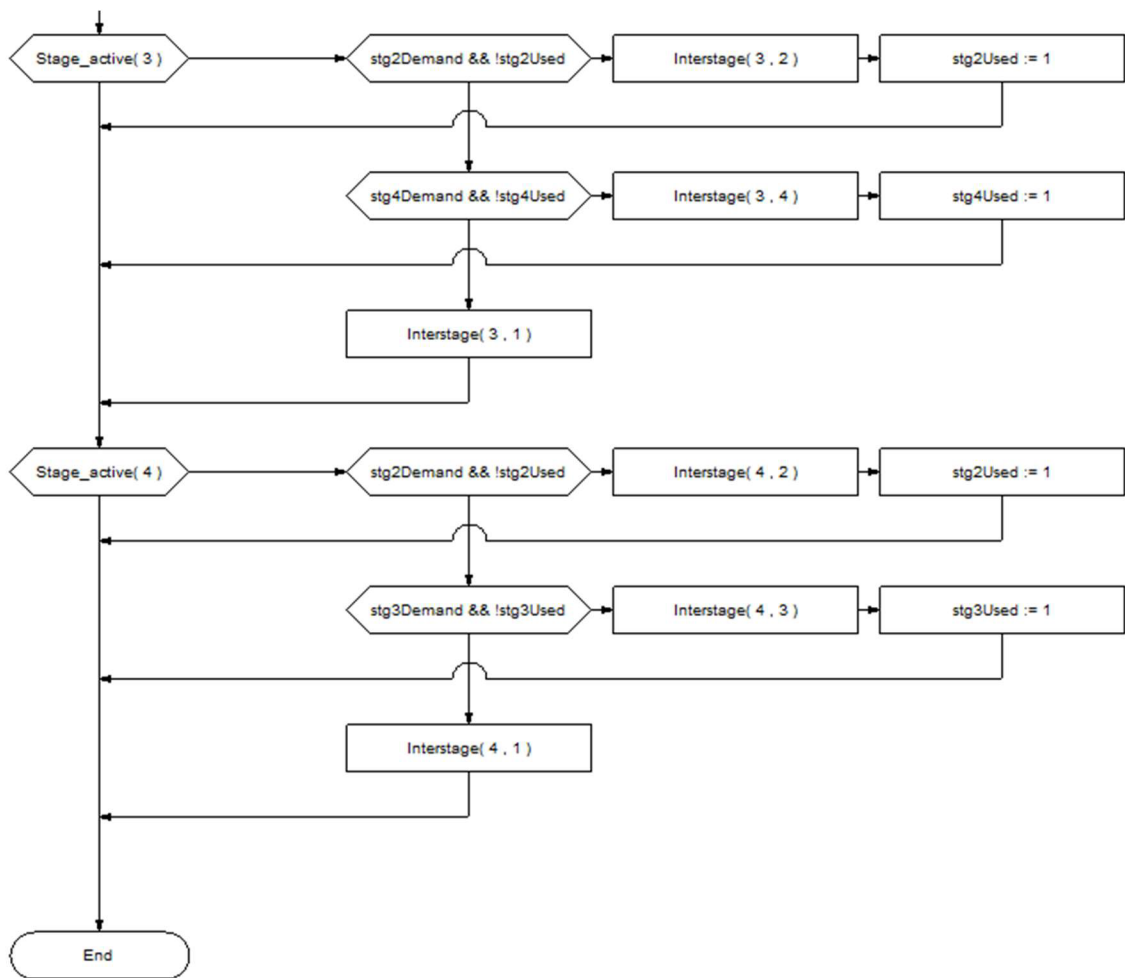 Stage_active( 3 )
stg2Demand && !stg2Used
Interstage( 3 , 2 )
stg2Used := 1
stg4Demand && !stg4Used
Interstage( 3 , 4 )
stg4Used := 1
Interstage( 3 , 1 )
Stage_active( 4 )
stg2Demand && !stg2Used
Interstage( 4 , 2 )
stg2Used := 1
stg3Demand && !stg3Used
Interstage( 4 , 3 )
stg3Used := 1
Interstage( 4 , 1 )
End